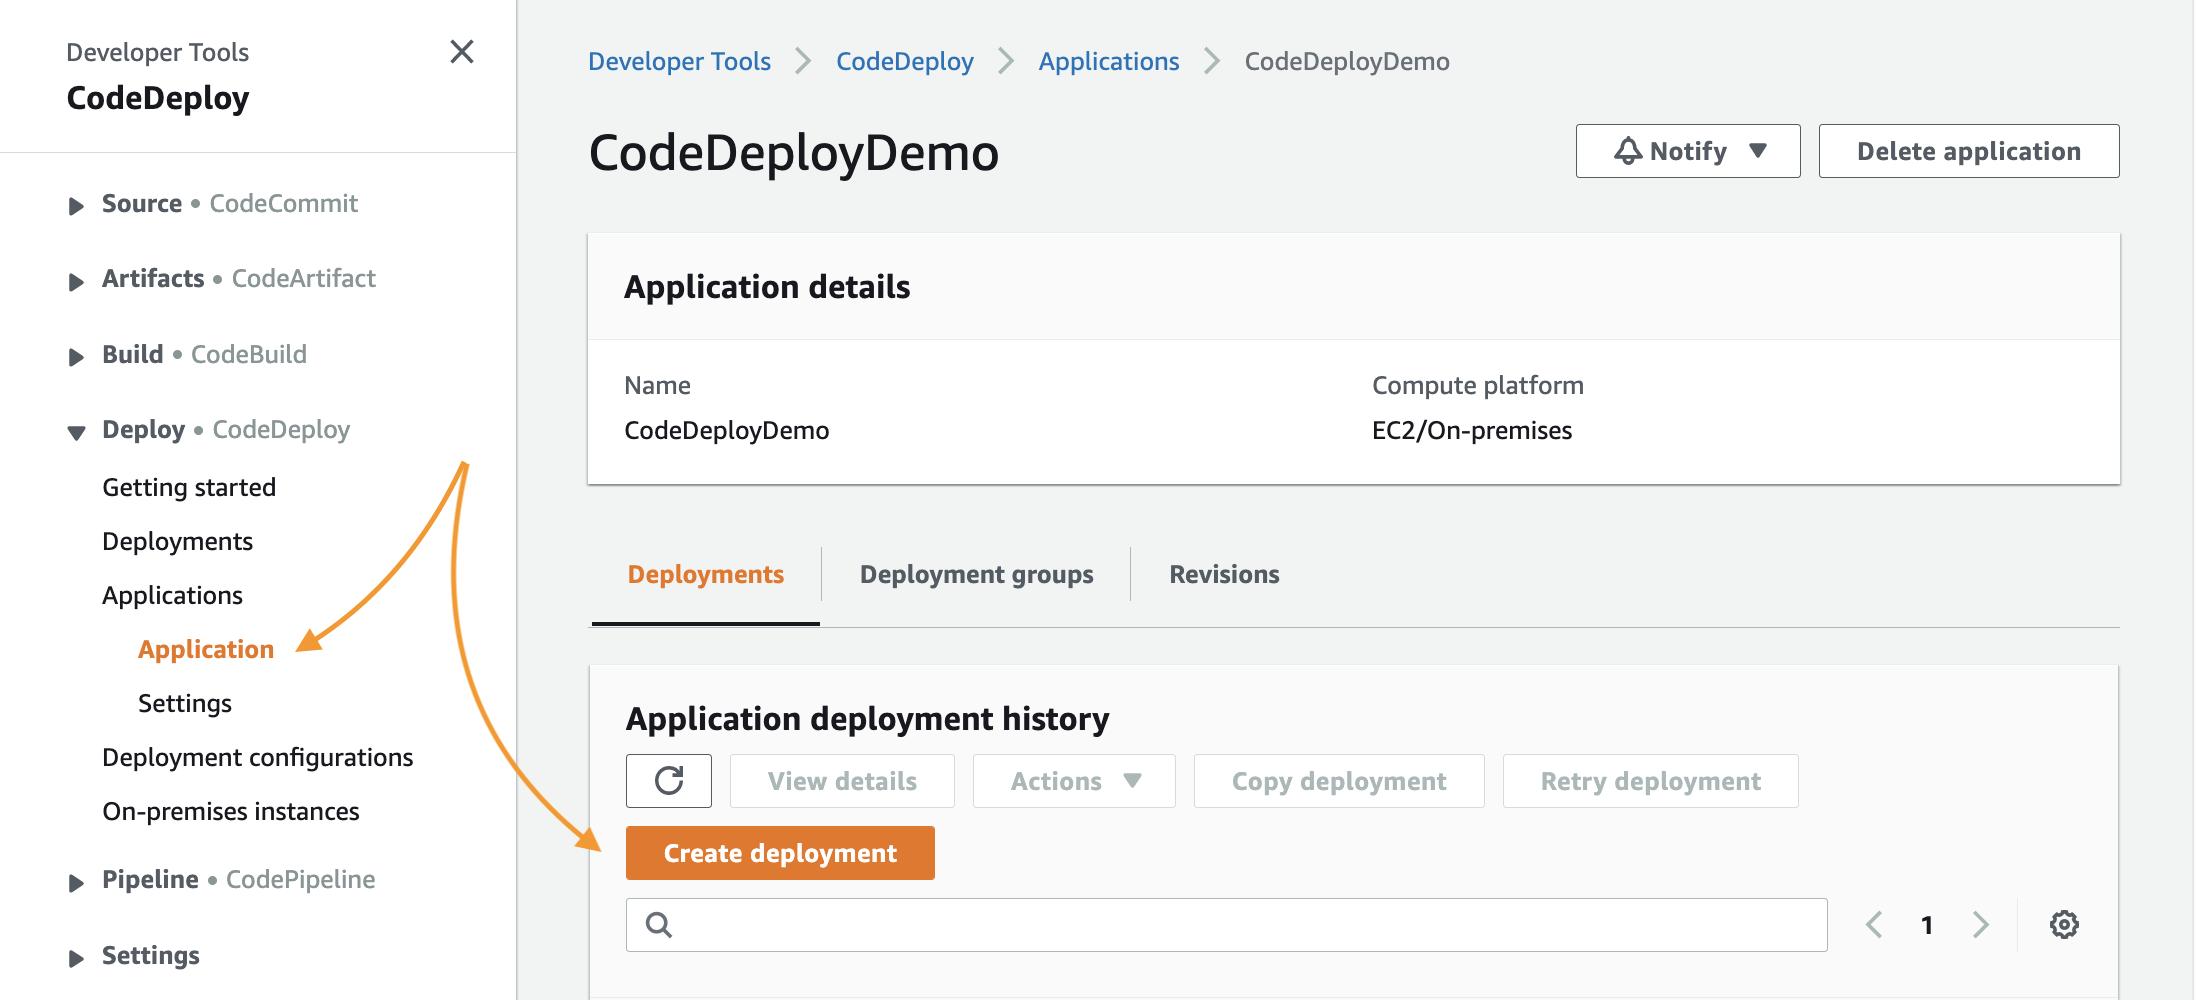 Developer Tools
CodeDeploy
Source • CodeCommit
Artifacts • CodeArtifact
Build • CodeBuild
Deploy • CodeDeploy
Getting started
Deployments
Applications
Application
Settings
Deployment configurations
On-premises instances
Pipeline • CodePipeline
Settings
Developer Tools > CodeDeploy > Applications > CodeDeployDemo
CodeDeployDemo
Notify
Delete application
Application details
Name
CodeDeployDemo
Compute platform
EC2/On-premises
Deployments
Deployment groups
Revisions
Application deployment history
View details
Actions
Copy deployment
Retry deployment
Create deployment
1